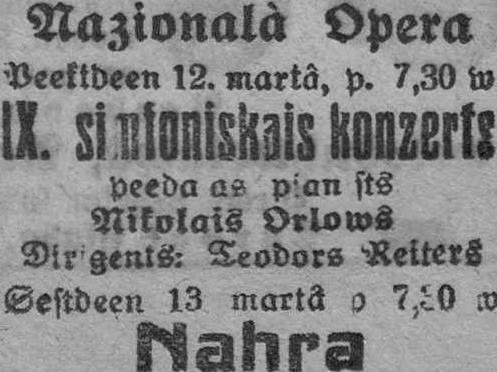 Nazionalà Opera
Peektdeen 12. martâ, p. 7,30 w
IX. sinfoniskais konzerts
peedalas pianists
Nikolais Orlows
Dirigents: Teodors Reiters
Sestdeen 13 martâ p 7,30 w
Nahra